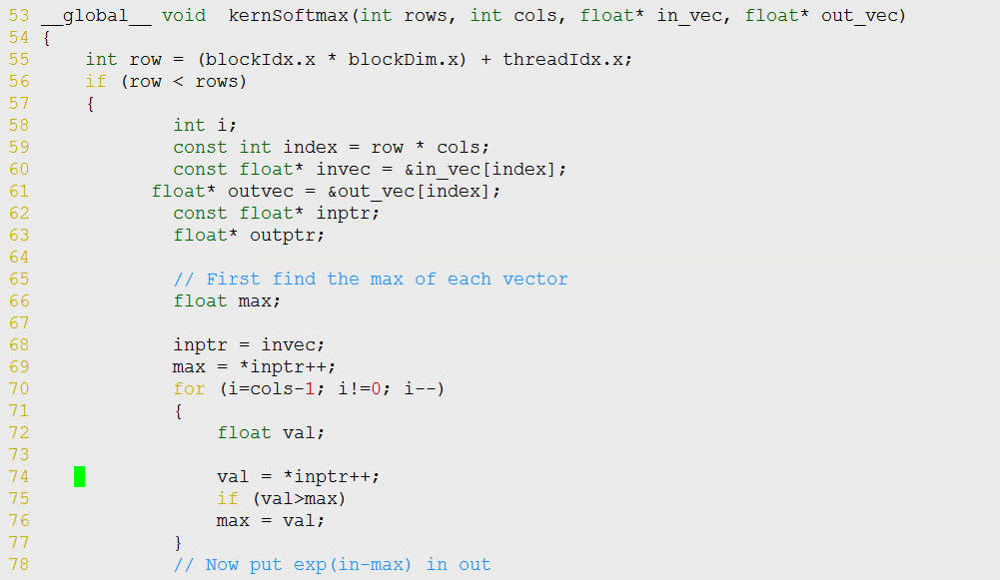 53 __global__ void  kernSoftmax(int rows, int cols, float* in_vec, float* out_vec)
54 {
55     int row = (blockIdx.x * blockDim.x) + threadIdx.x;
56     if (row < rows)
57     {
58             int i;
59             const int index = row * cols;
60             const float* invec = &in_vec[index];
61           float* outvec = &out_vec[index];
62             const float* inptr;
63             float* outptr;
64
65             // First find the max of each vector
66             float max;
67
68             inptr = invec;
69             max = *inptr++;
70             for (i=cols-1; i!=0; i--)
71             {
72                 float val;
73
74                 val = *inptr++;
75                 if (val>max)
76                 max = val;
77             }
78             // Now put exp(in-max) in out